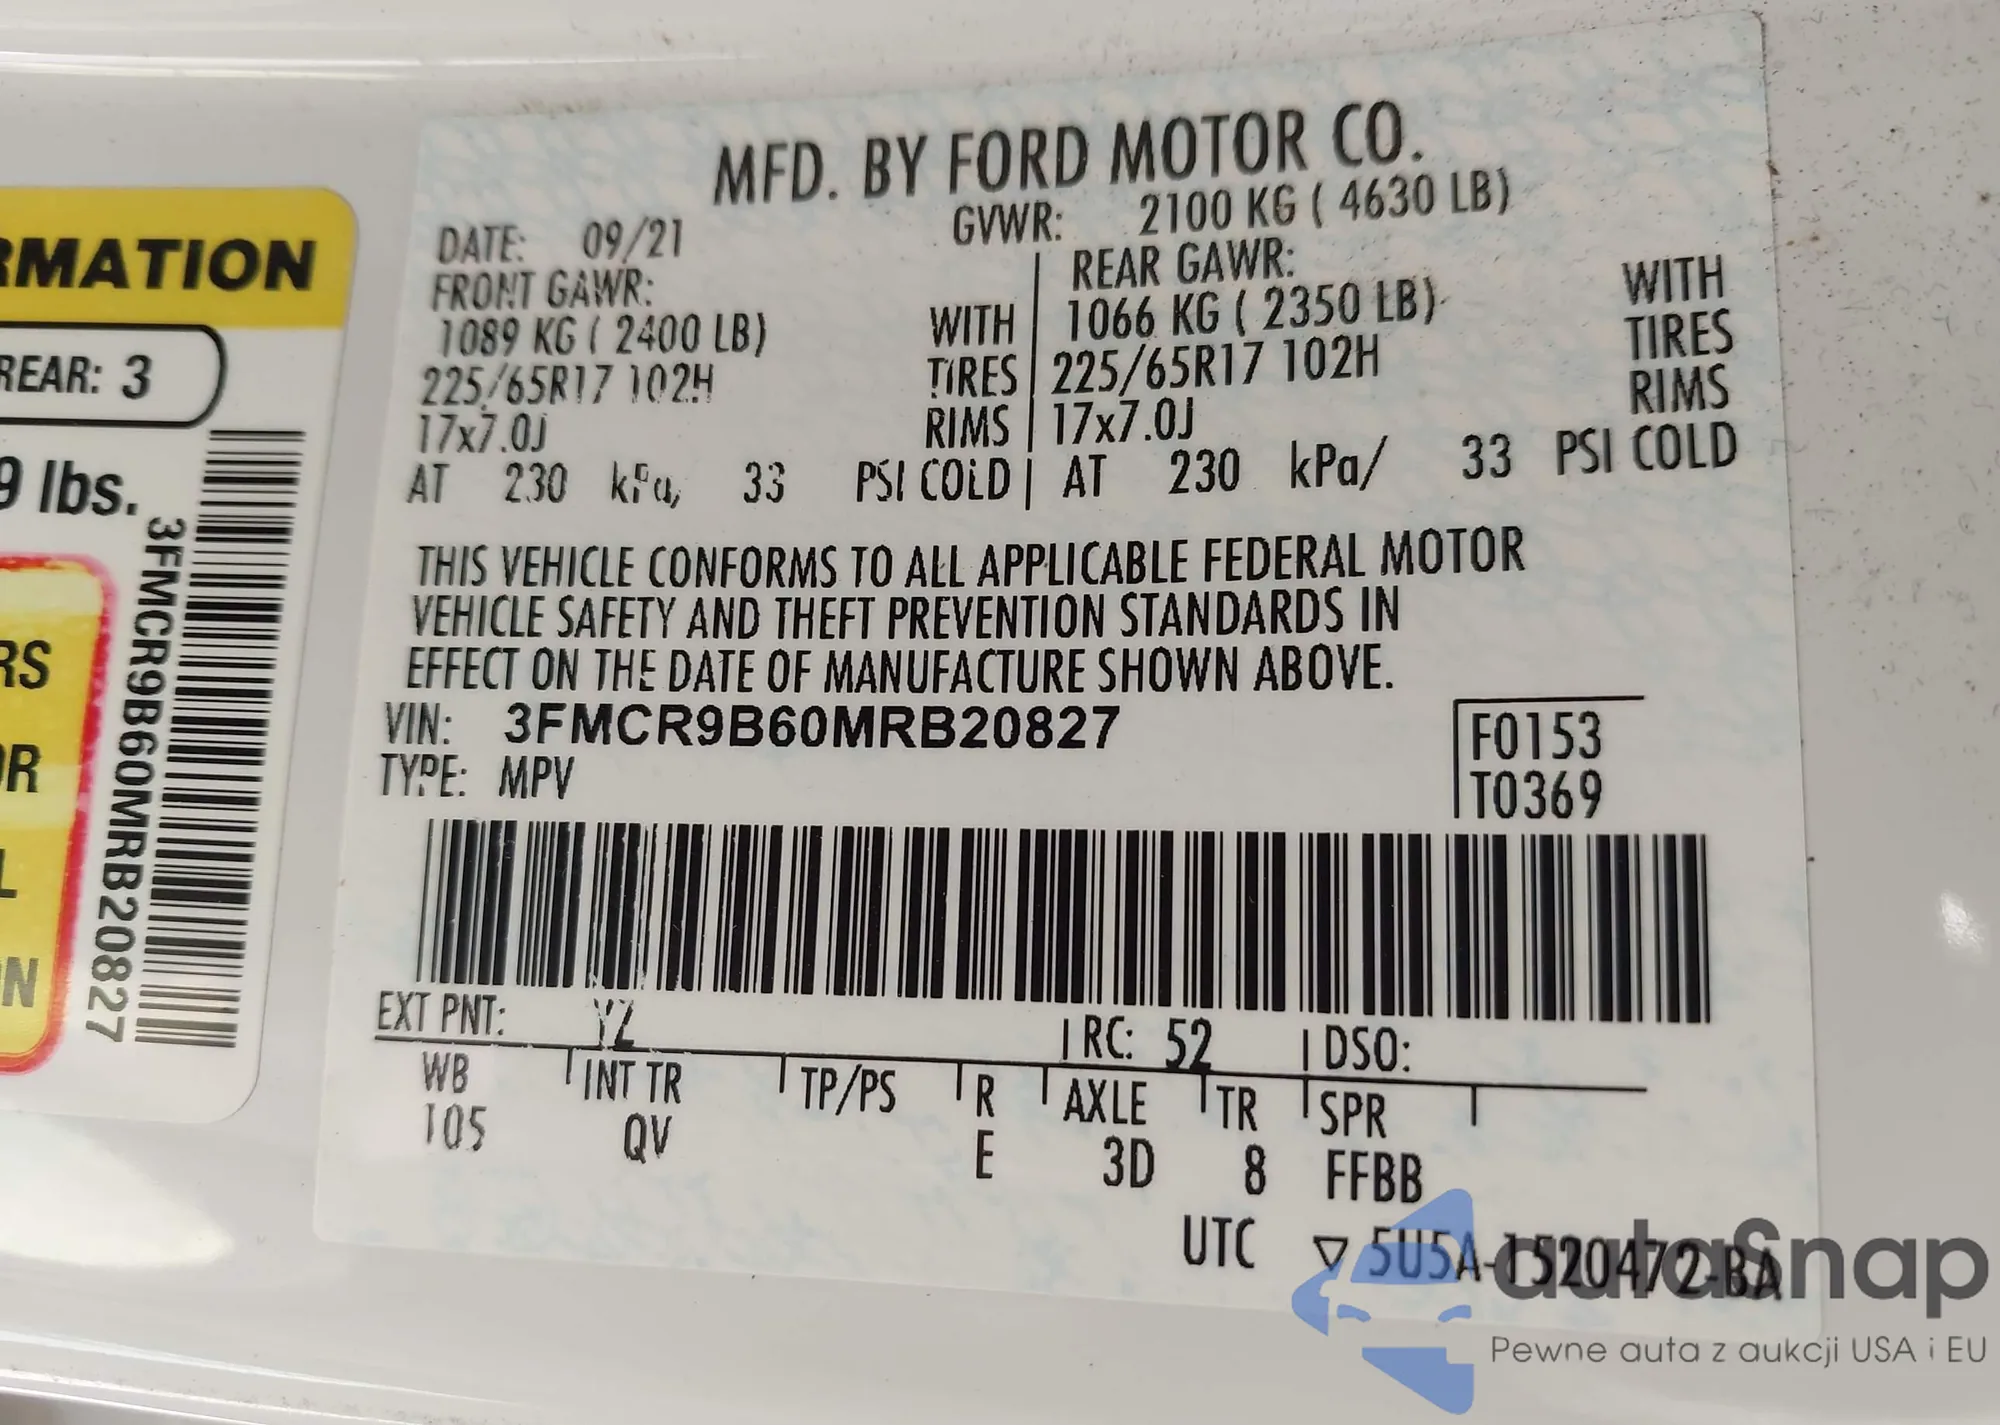 RMATION
REAR: 3
9 lbs.
RS
OR
L
ON
3FMCR9B60MRB20827
MFD. BY FORD MOTOR CO.
DATE: 09/21 GVWR: 2100 KG ( 4630 LB)
FRONT GAWR: REAR GAWR:
1089 KG ( 2400 LB) WITH 1066 KG ( 2350 LB) WITH
225/65R17 102H TIRES 225/65R17 102H TIRES
17x7.0J RIMS 17x7.0J RIMS
AT 230 kPa/ 33 PSI COLD AT 230 kPa/ 33 PSI COLD
THIS VEHICLE CONFORMS TO ALL APPLICABLE FEDERAL MOTOR
VEHICLE SAFETY AND THEFT PREVENTION STANDARDS IN
EFFECT ON THE DATE OF MANUFACTURE SHOWN ABOVE.
VIN: 3FMCR9B60MRB20827 F0153
TYPE: MPV T0369
EXT PNT: YZ RC: 52 DSO:
WB INT TR TP/PS R AXLE TR SPR
105 QV E 3D 8 FFBB
UTC ▽ 5U5A-1520472-BA
autaSnap
Pewne auta z aukcji USA i EU